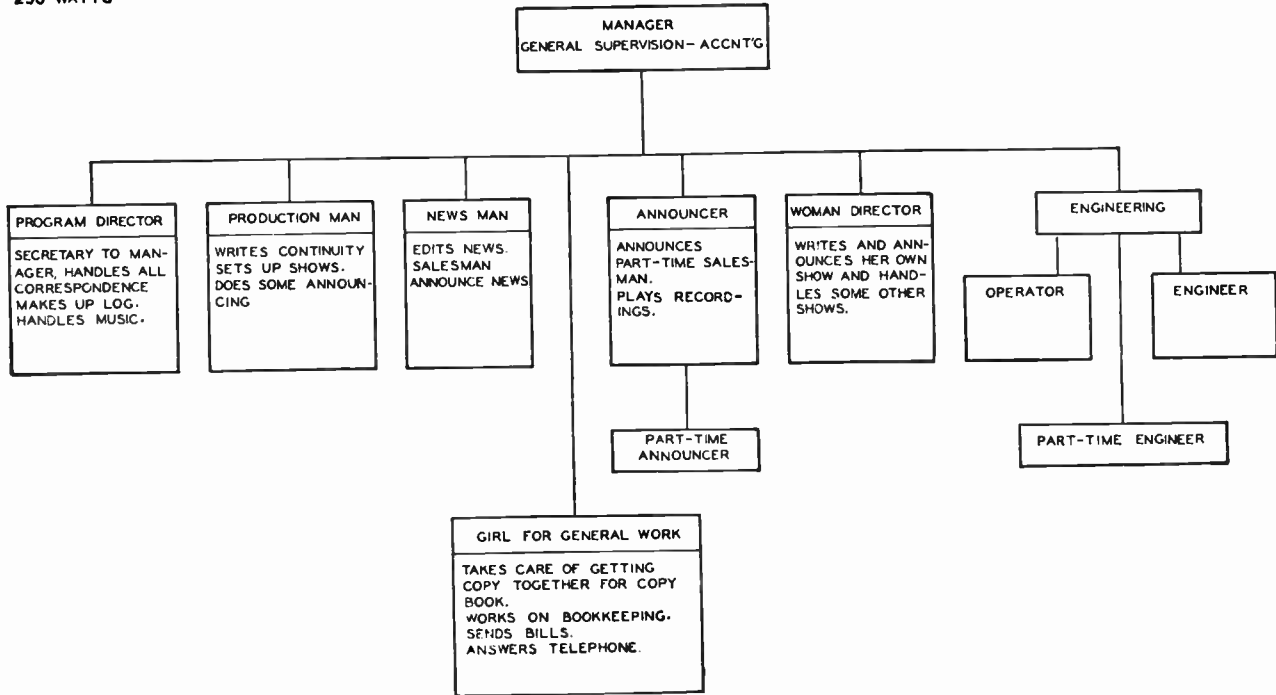 250 WATTS
MANAGER
GENERAL SUPERVISION- ACCNT'G
PROGRAM DIRECTOR
SECRETARY TO MAN-
AGER, HANDLES ALL
CORRESPONDENCE
MAKES UP LOG.
HANDLES MUSIC.
PRODUCTION MAN
WRITES CONTINUITY
SETS UP SHOWS.
DOES SOME ANNOUN-
CING
NEWS MAN
EDITS NEWS.
SALESMAN
ANNOUNCE NEWS
ANNOUNCER
ANNOUNCES
PART-TIME SALES-
MAN.
PLAYS RECORD-
INGS.
WOMAN DIRECTOR
WRITES AND ANN-
OUNCES HER OWN
SHOW AND HAND-
LES SOME OTHER
SHOWS.
ENGINEERING
OPERATOR
ENGINEER
PART-TIME
ANNOUNCER
PART-TIME ENGINEER
GIRL FOR GENERAL WORK
TAKES CARE OF GETTING
COPY TOGETHER FOR COPY
BOOK.
WORKS ON BOOKKEEPING.
SENDS BILLS.
ANSWERS TELEPHONE.